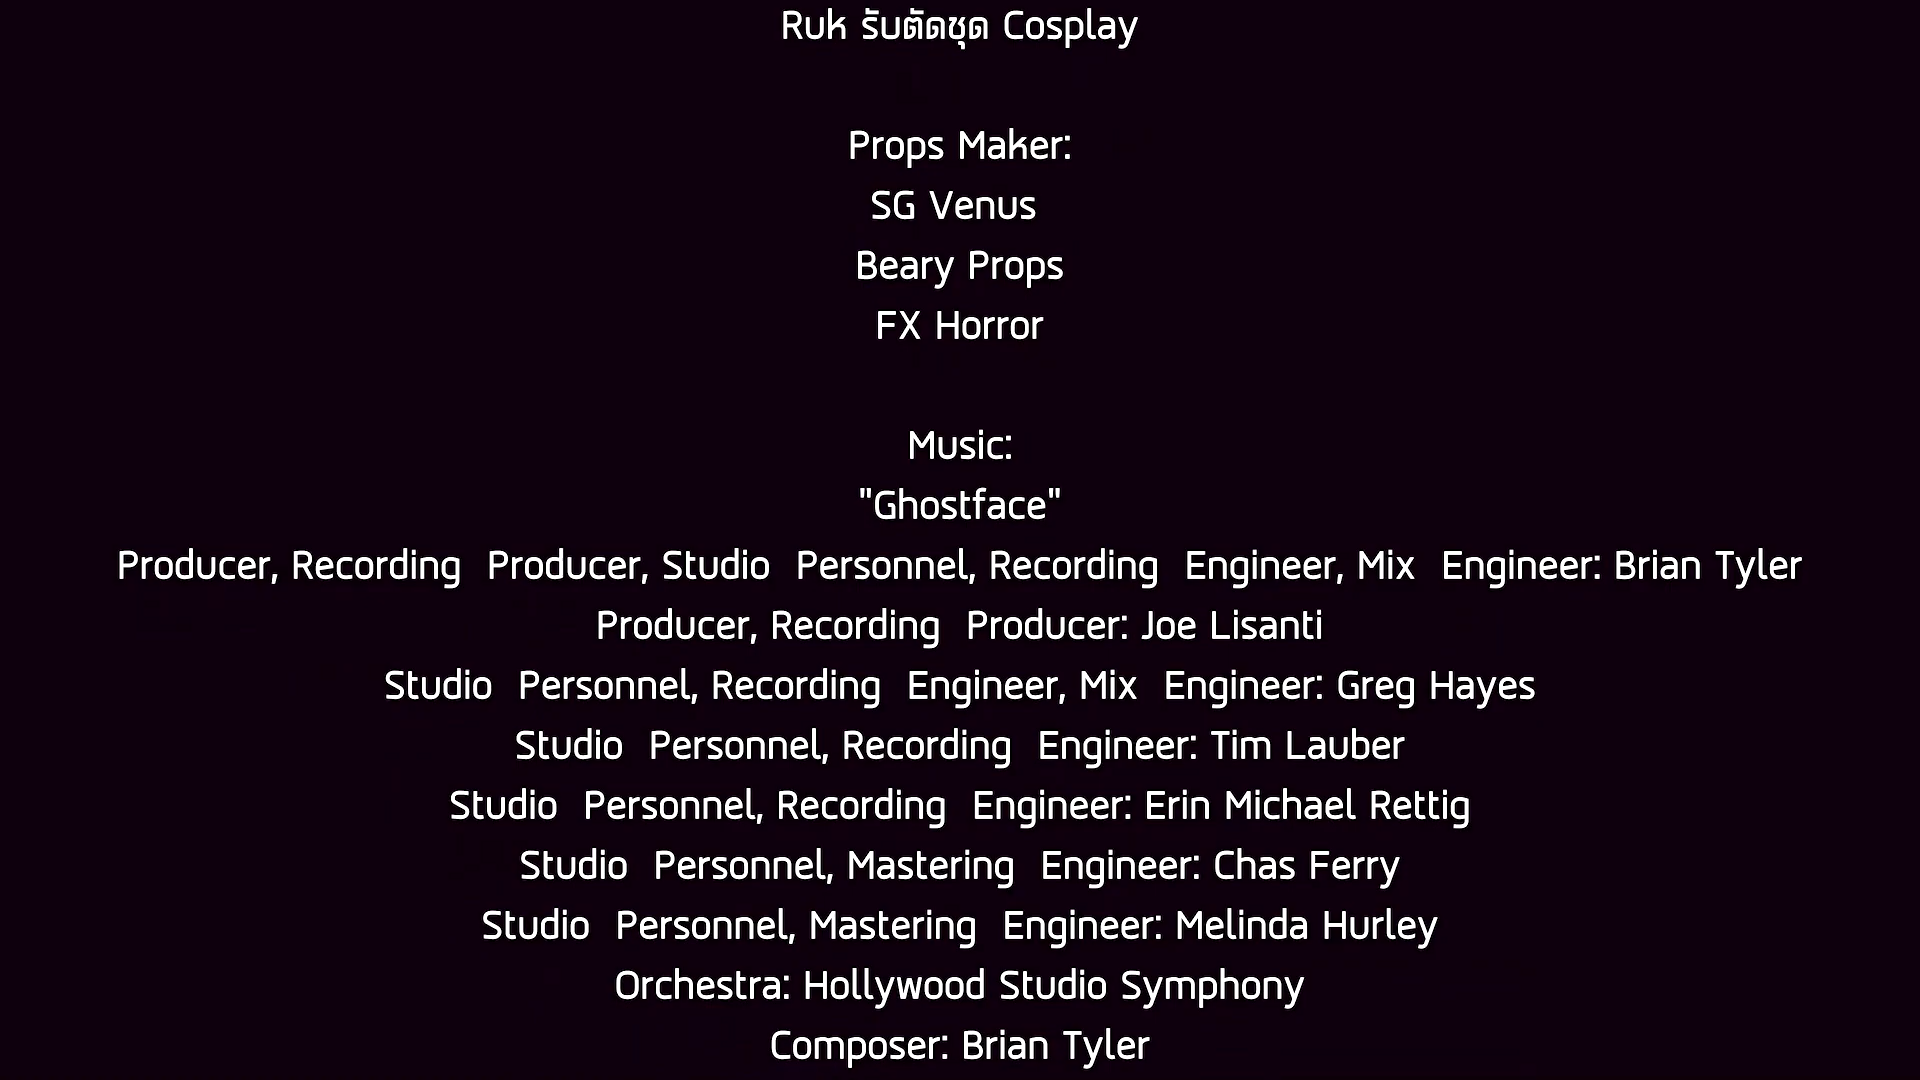 Ruk รับตัดชุด Cosplay
Props Maker:
SG Venus
Beary Props
FX Horror
Music:
"Ghostface"
Producer, Recording  Producer, Studio  Personnel, Recording  Engineer, Mix  Engineer: Brian Tyler
Producer, Recording  Producer: Joe Lisanti
Studio  Personnel, Recording  Engineer, Mix  Engineer: Greg Hayes
Studio  Personnel, Recording  Engineer: Tim Lauber
Studio  Personnel, Recording  Engineer: Erin Michael Rettig
Studio  Personnel, Mastering  Engineer: Chas Ferry
Studio  Personnel, Mastering  Engineer: Melinda Hurley
Orchestra: Hollywood Studio Symphony
Composer: Brian Tyler